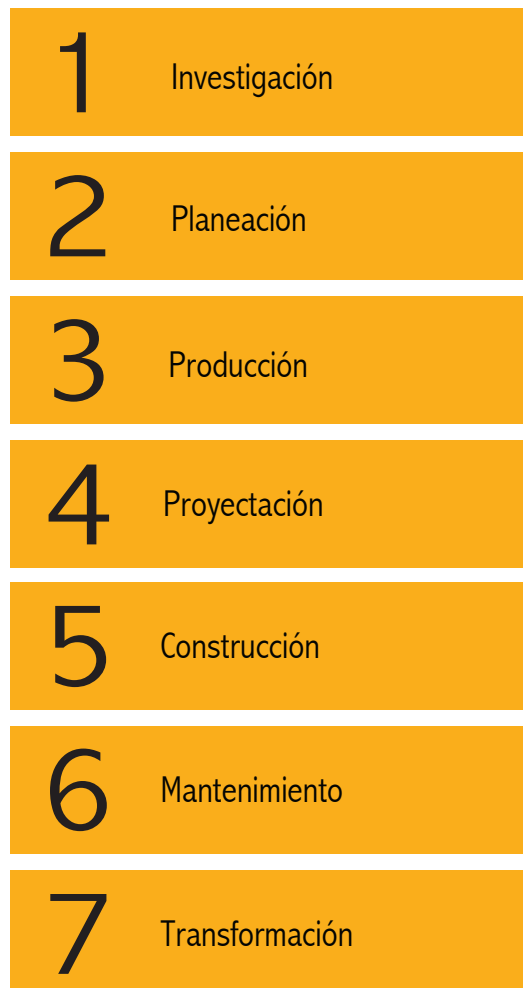 1 Investigación
2 Planeación
3 Producción
4 Proyectación
5 Construcción
6 Mantenimiento
7 Transformación